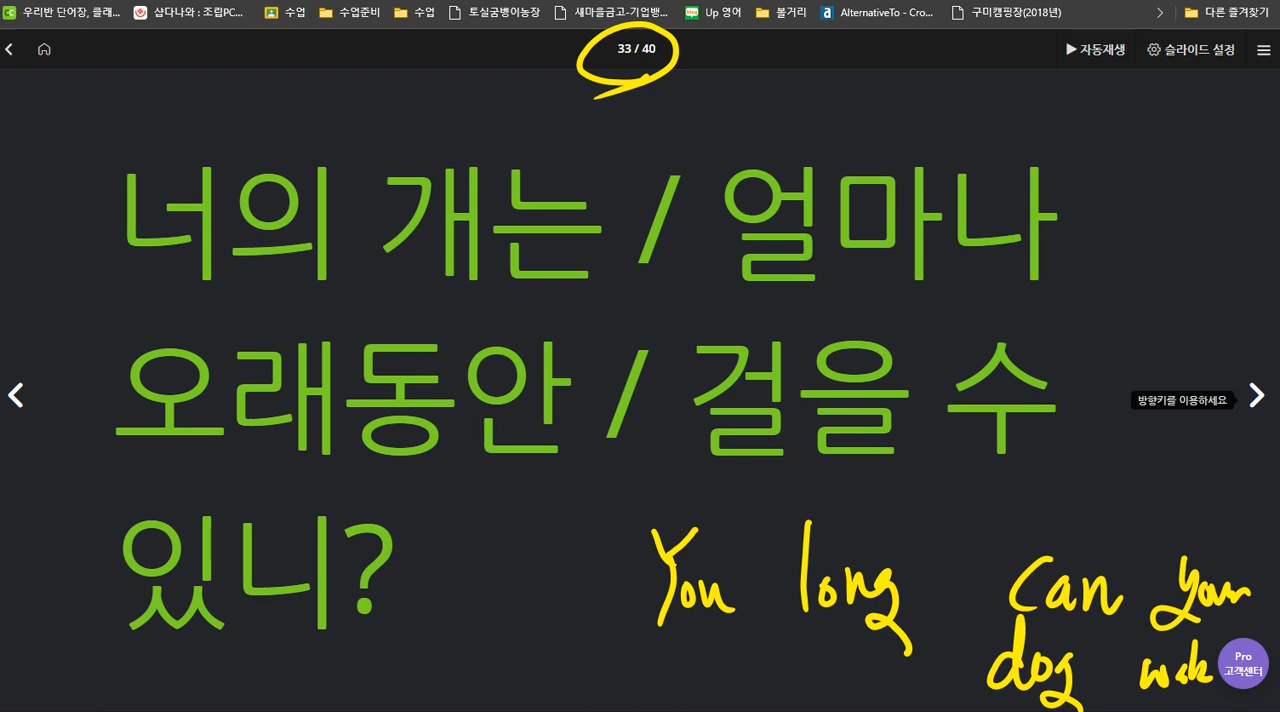 우리반 단어장, 클래... 샵다나와 : 조립PC... 수업 수업준비 수업 토실굼벵이농장 새마을금고-기업뱅... Up 영어 볼거리 AlternativeTo - Cro... 구미캠핑장(2018년) 다른 즐겨찾기
33 / 40 자동재생 슬라이드 설정
너의 개는 / 얼마나
오래동안 / 걸을 수
있니?
방향키를 이용하세요
You long can your
dog walk
Pro
고객센터